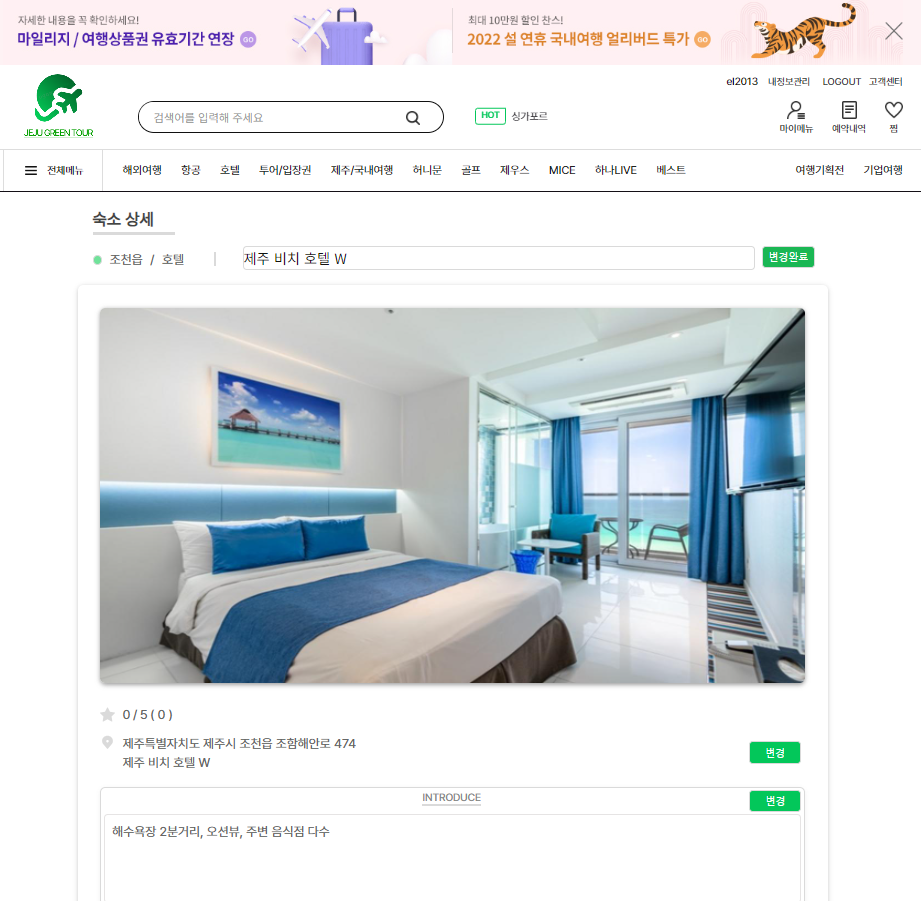 자세한 내용을 꼭 확인하세요!
마일리지 / 여행상품권 유효기간 연장 GO
최대 10만원 할인 찬스!
2022 설 연휴 국내여행 얼리버드 특가 GO
el2013 내정보관리 LOGOUT 고객센터
JEJU GREEN TOUR
검색어를 입력해 주세요
HOT 싱가포르
마이메뉴 예약내역 찜
전체메뉴 해외여행 항공 호텔 투어/입장권 제주/국내여행 허니문 골프 제우스 MICE 하나LIVE 베스트 여행기획전 기업여행
숙소 상세
조천읍 / 호텔 | 제주 비치 호텔 W 변경완료
0 / 5 ( 0 )
제주특별자치도 제주시 조천읍 조함해안로 474
제주 비치 호텔 W
변경
INTRODUCE
변경
해수욕장 2분거리, 오션뷰, 주변 음식점 다수